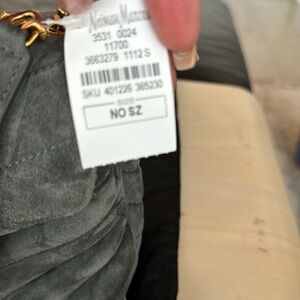 Neiman Marcus
3531 0024
11700
3663279 1112 S
SKU 401226 365230
SIZE
NO SZ